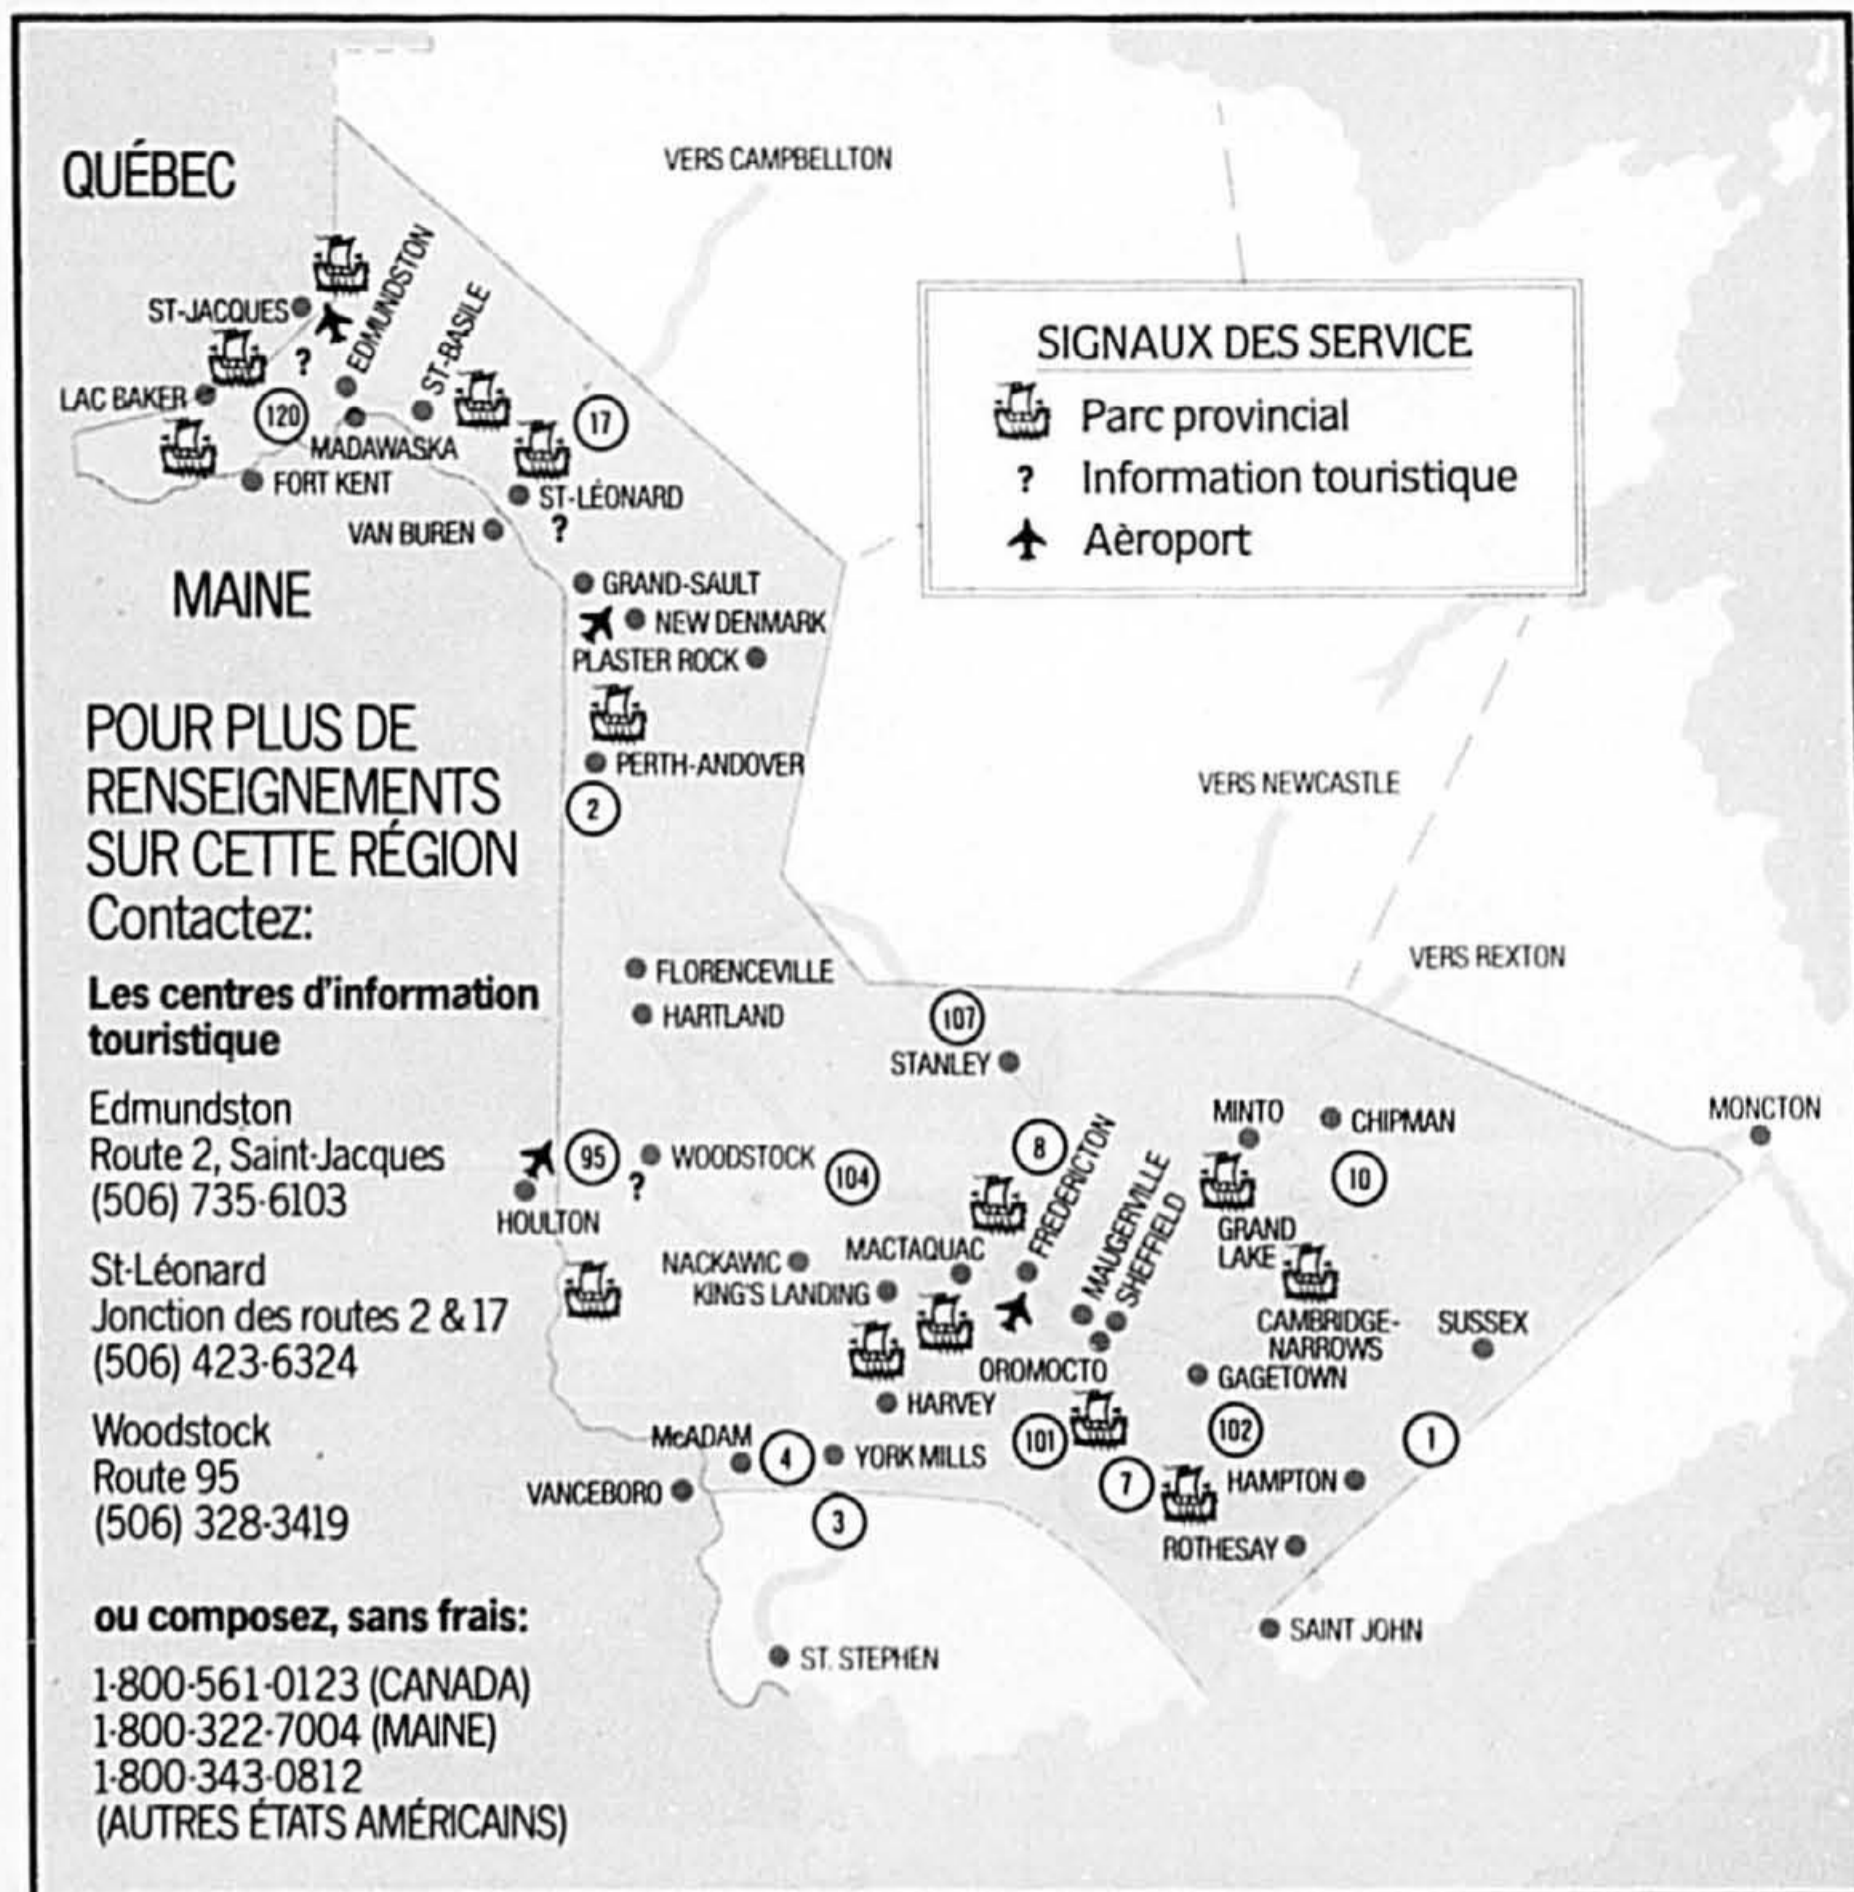 QUÉBEC
VERS CAMPBELLTON
ST-JACQUES
EDMUNDSTON
ST-BASILE
?
LAC BAKER
120
17
MADAWASKA
FORT KENT
ST-LÉONARD
VAN BUREN
?
MAINE
GRAND-SAULT
NEW DENMARK
PLASTER ROCK
PERTH-ANDOVER
2
SIGNAUX DES SERVICE
Parc provincial
? Information touristique
Aèroport
VERS NEWCASTLE
VERS REXTON
FLORENCEVILLE
HARTLAND
107
STANLEY
MINTO
CHIPMAN
MONCTON
95
WOODSTOCK
?
104
8
10
HOULTON
FREDERICTON
MAUGERVILLE
SHEFFIELD
GRAND
LAKE
NACKAWIC
MACTAQUAC
KING'S LANDING
CAMBRIDGE-
NARROWS
SUSSEX
OROMOCTO
GAGETOWN
HARVEY
101
102
1
McADAM
4
YORK MILLS
7
HAMPTON
VANCEBORO
3
ROTHESAY
SAINT JOHN
ST. STEPHEN
POUR PLUS DE
RENSEIGNEMENTS
SUR CETTE RÉGION
Contactez:
Les centres d'information
touristique
Edmundston
Route 2, Saint-Jacques
(506) 735-6103
St-Léonard
Jonction des routes 2 & 17
(506) 423-6324
Woodstock
Route 95
(506) 328-3419
ou composez, sans frais:
1-800-561-0123 (CANADA)
1-800-322-7004 (MAINE)
1-800-343-0812
(AUTRES ÉTATS AMÉRICAINS)